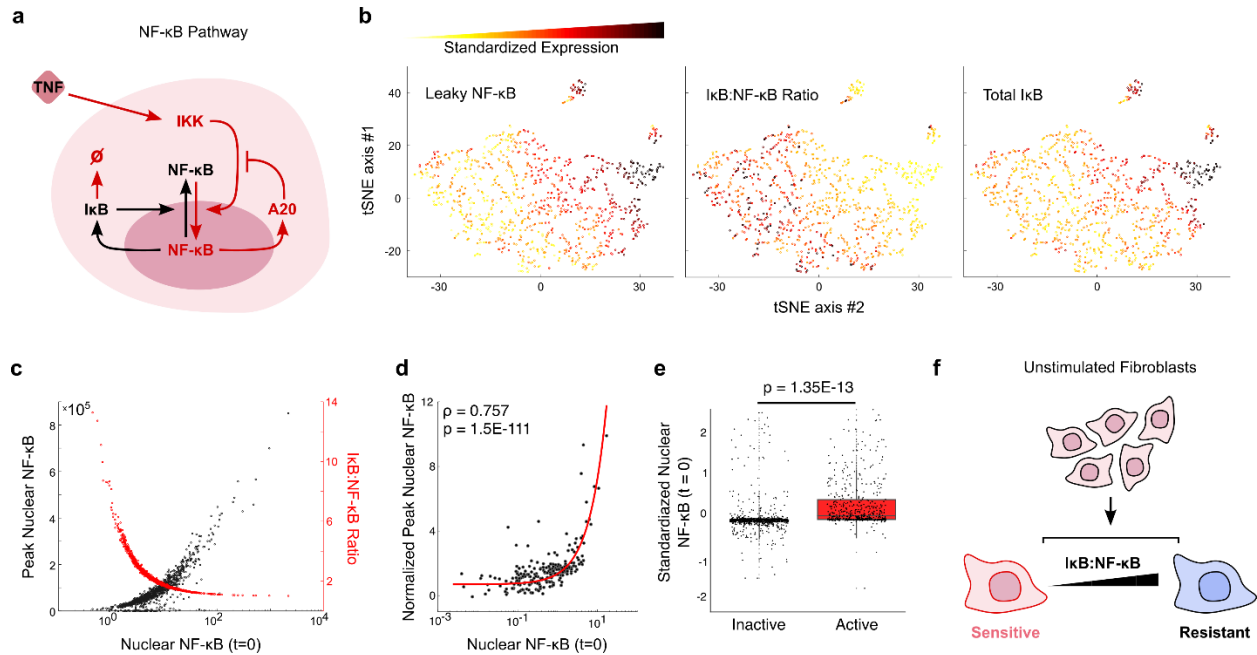 a
NF-κB Pathway
TNF
IKK
Ø
NF-κB
IκB
A20
NF-κB
b
Standardized Expression
Leaky NF-κB
IκB:NF-κB Ratio
Total IκB
tSNE axis #1
40
20
0
-20
-30
0
30
-30
0
30
-30
0
30
tSNE axis #2
c
×10⁵
Peak Nuclear NF-κB
8
6
4
2
0
10⁰
10²
10⁴
Nuclear NF-κB (t=0)
14
10
6
2
IκB:NF-κB Ratio
d
ρ = 0.757
p = 1.5E-111
Normalized Peak Nuclear NF-κB
12
8
4
0
10⁻³
10⁻¹
10¹
Nuclear NF-κB (t=0)
e
p = 1.35E-13
Standardiazed Nuclear
NF-κB (t = 0)
2
1
0
-1
-2
Inactive
Active
f
Unstimulated Fibroblasts
IκB:NF-κB
Sensitive
Resistant